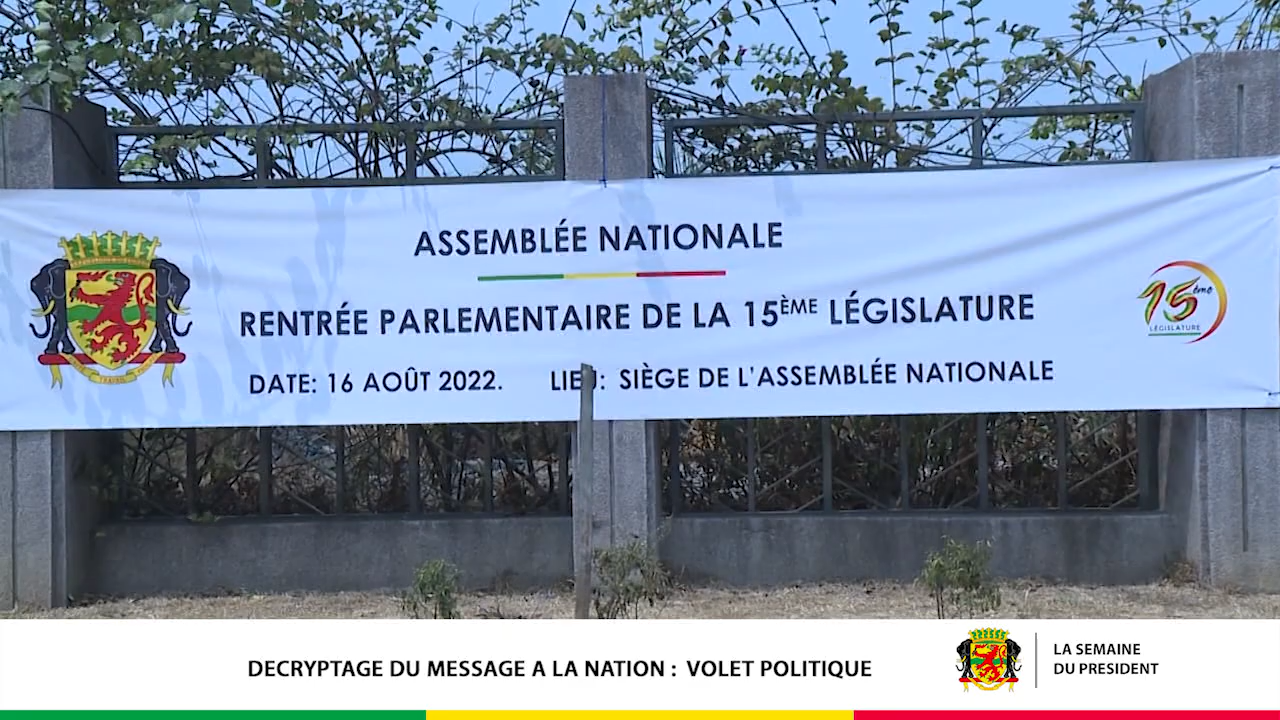 ASSEMBLÉE NATIONALE
RENTRÉE PARLEMENTAIRE DE LA 15ÈME LÉGISLATURE
DATE: 16 AOÛT 2022. LIEU: SIÈGE DE L'ASSEMBLÉE NATIONALE
15ème
LÉGISLATURE
DECRYPTAGE DU MESSAGE A LA NATION : VOLET POLITIQUE
LA SEMAINE
DU PRESIDENT